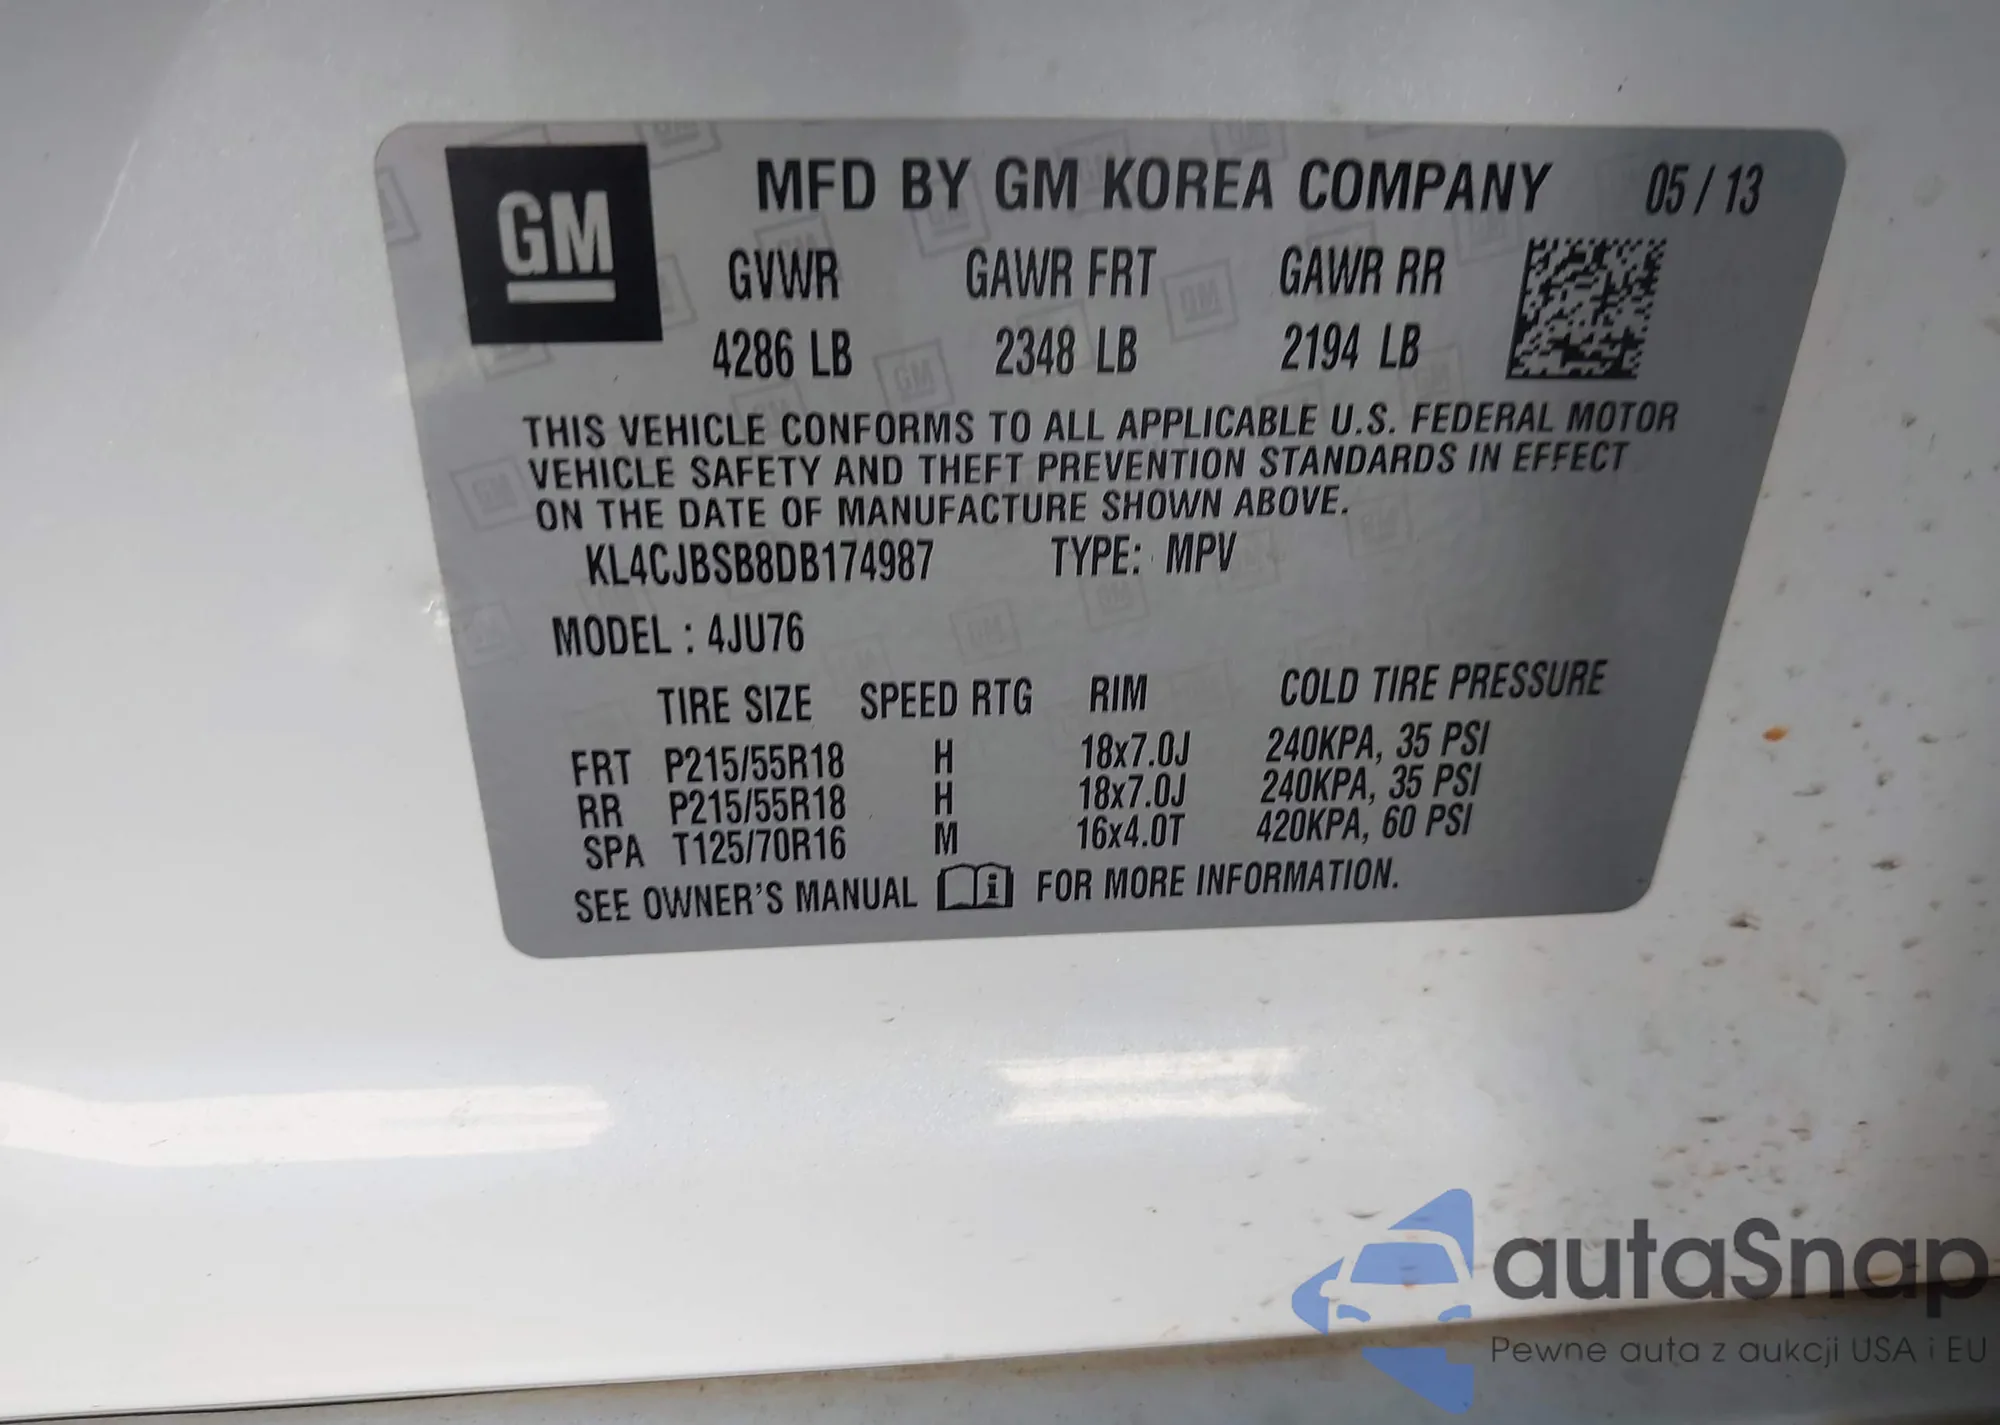 GM
MFD BY GM KOREA COMPANY 05 / 13
GVWR GAWR FRT GAWR RR
4286 LB 2348 LB 2194 LB
THIS VEHICLE CONFORMS TO ALL APPLICABLE U.S. FEDERAL MOTOR
VEHICLE SAFETY AND THEFT PREVENTION STANDARDS IN EFFECT
ON THE DATE OF MANUFACTURE SHOWN ABOVE.
KL4CJBSB8DB174987 TYPE: MPV
MODEL : 4JU76
TIRE SIZE SPEED RTG RIM COLD TIRE PRESSURE
FRT P215/55R18 H 18x7.0J 240KPA, 35 PSI
RR P215/55R18 H 18x7.0J 240KPA, 35 PSI
SPA T125/70R16 M 16x4.0T 420KPA, 60 PSI
SEE OWNER'S MANUAL FOR MORE INFORMATION.
autaSnap
Pewne auta z aukcji USA i EU